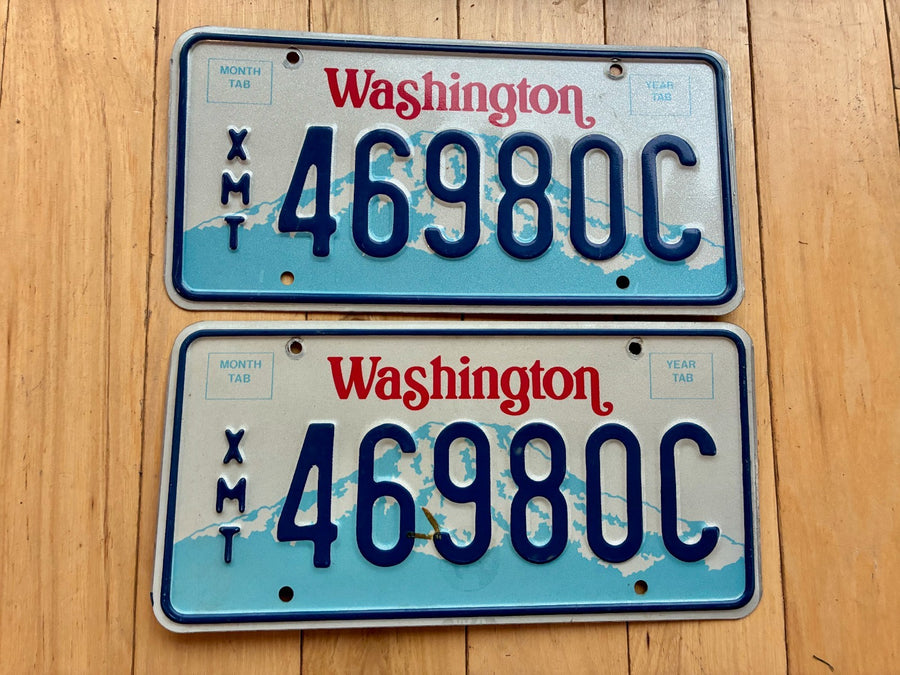 MONTH TAB
Washington
YEAR TAB
XMT 46980C
MONTH TAB
Washington
YEAR TAB
XMT 46980C